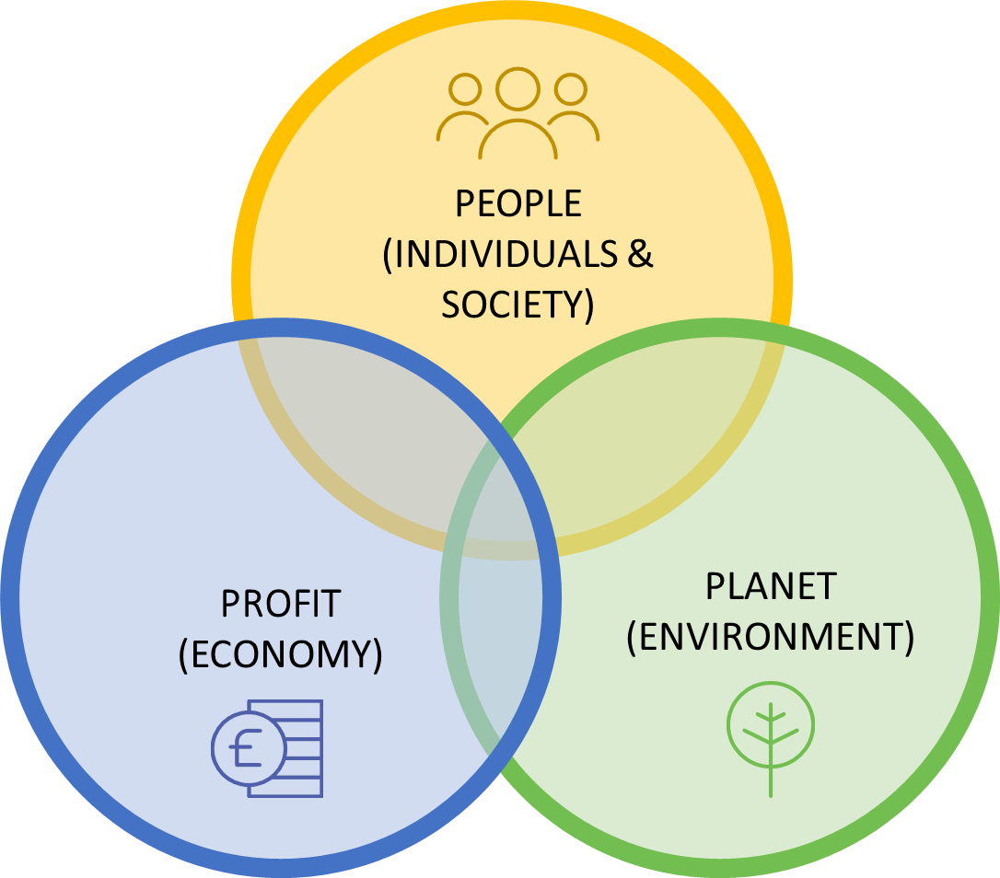 PEOPLE
(INDIVIDUALS &
SOCIETY)
PROFIT
(ECONOMY)
£
PLANET
(ENVIRONMENT)